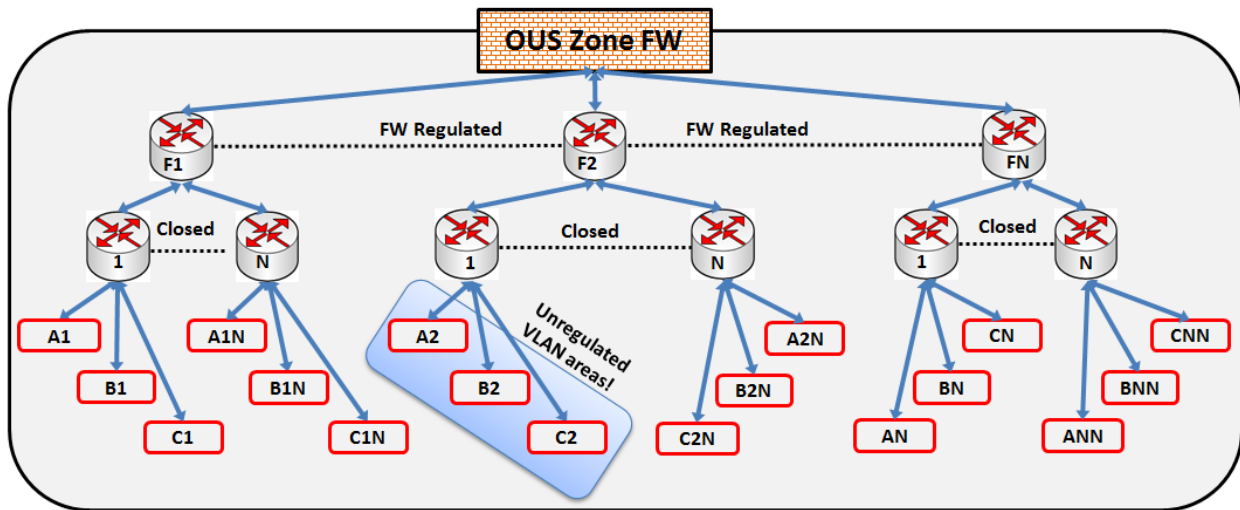 OUS Zone FW
FW Regulated
FW Regulated
F1
F2
FN
Closed
Closed
Closed
1
N
1
N
1
N
Unregulated
VLAN areas!
A1
A1N
A2
A2N
CN
CNN
B1
B1N
B2
B2N
BN
BNN
C1
C1N
C2
C2N
AN
ANN